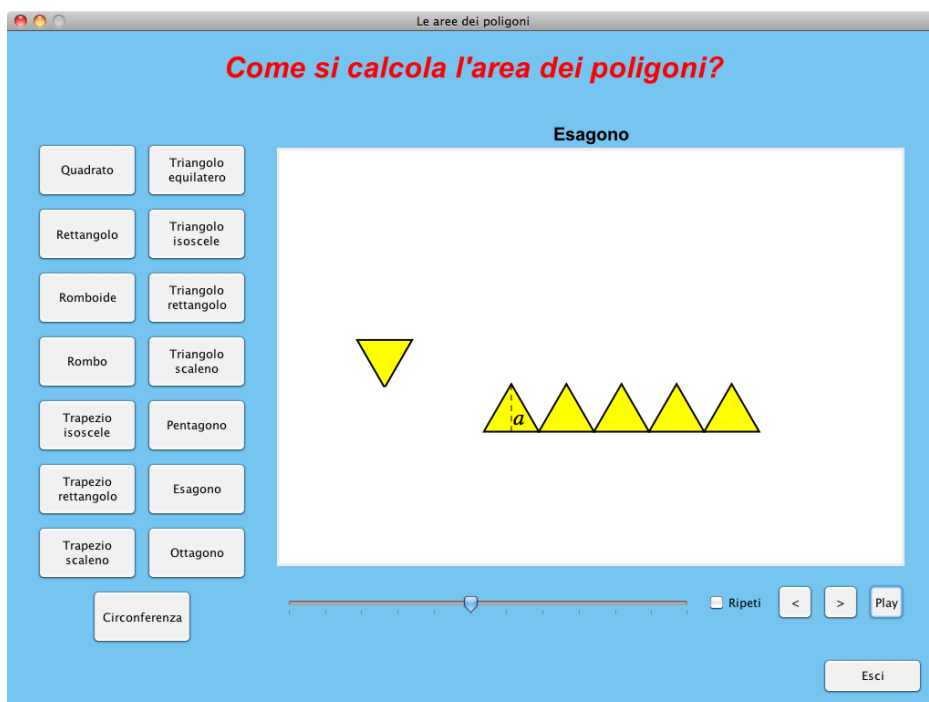 Le aree dei poligoni
Come si calcola l'area dei poligoni?
Esagono
Quadrato
Triangolo
equilatero
Rettangolo
Triangolo
isoscele
Romboide
Triangolo
rettangolo
Rombo
Triangolo
scaleno
Trapezio
isoscele
Pentagono
Trapezio
rettangolo
Esagono
Trapezio
scaleno
Ottagono
Circonferenza
a
Ripeti
<
>
Play
Esci